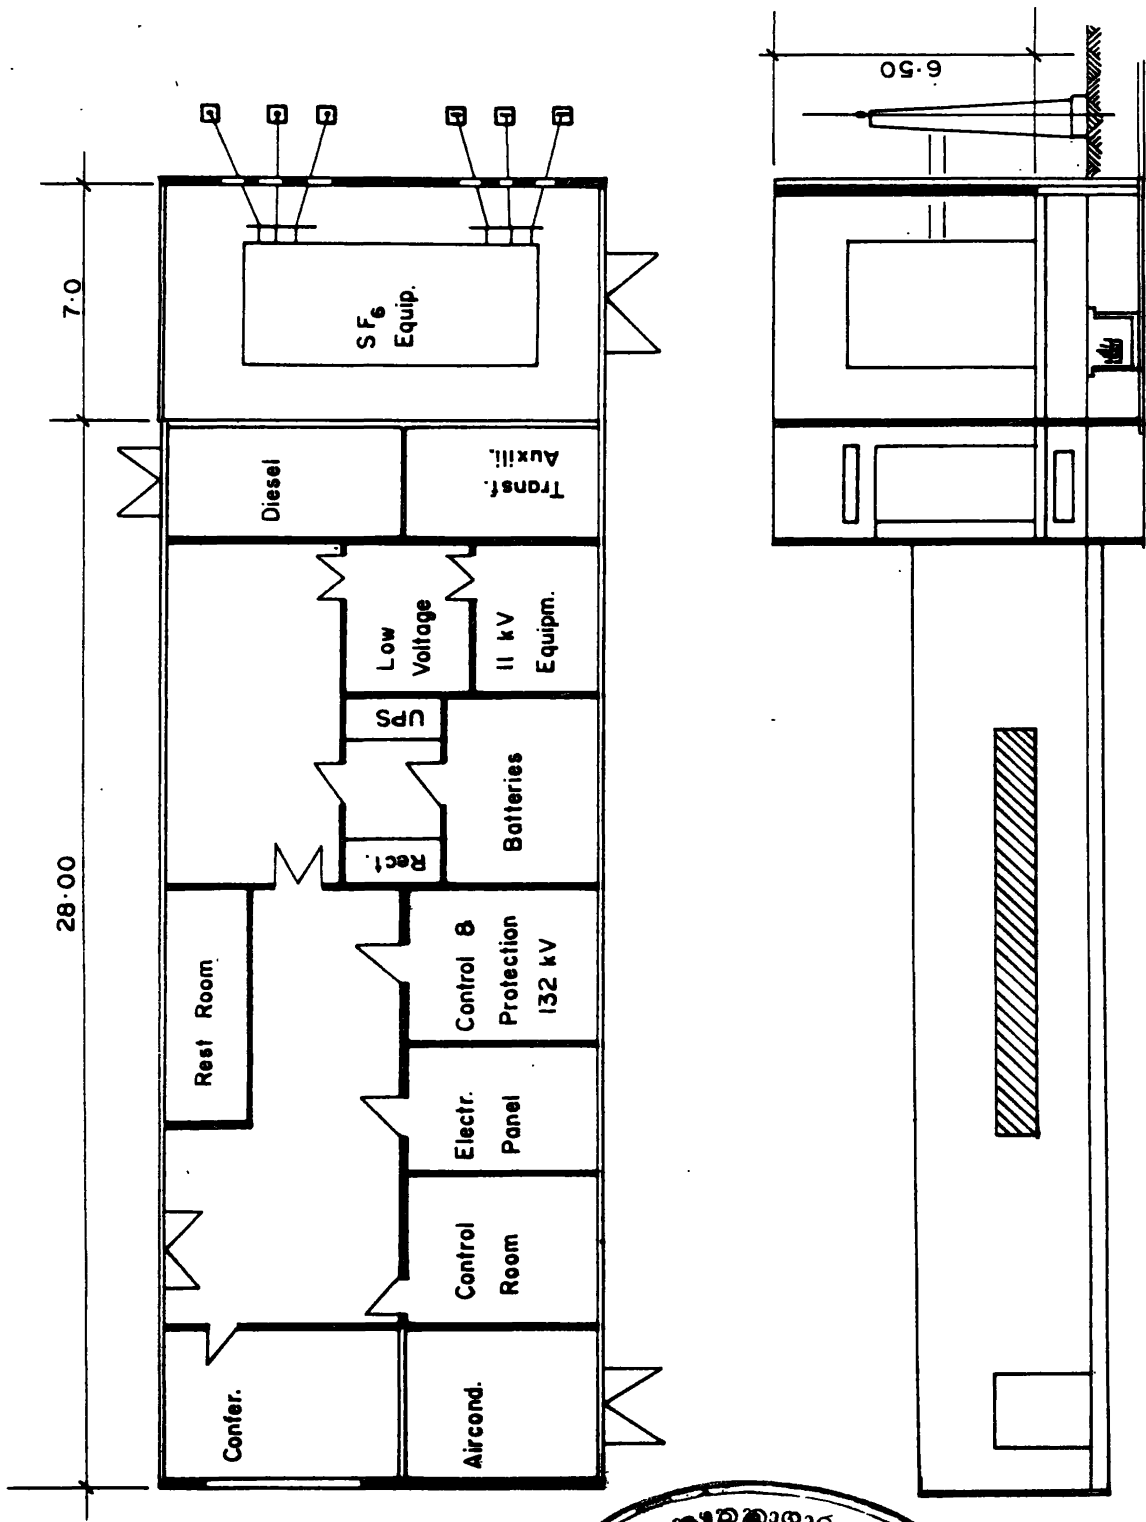 7·0
28·00
6·50
SF6
Equip.
Diesel
Transf.
Auxili.
Low
Voltage
11 kV
Equipm.
UPS
Rect.
Batteries
Rest Room
Control &
Protection
132 kV
Electr.
Panel
Control
Room
Confer.
Aircond.